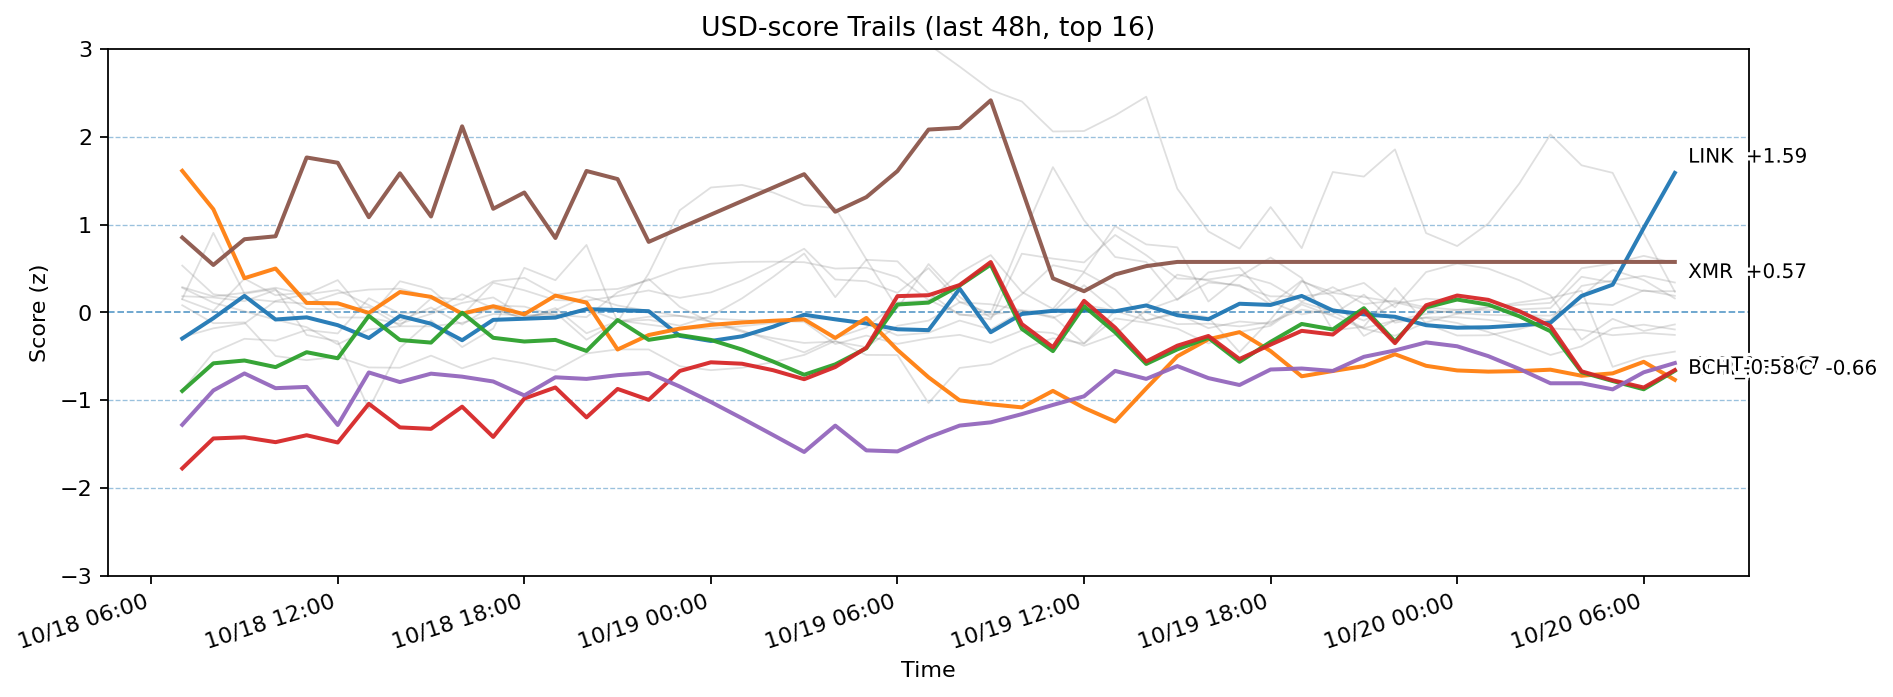 USD-score Trails (last 48h, top 16)
Score (z)
3
2
1
0
−1
−2
−3
LINK +1.59
XMR +0.57
BCH -0.58
-0.66
10/18 06:00
10/18 12:00
10/18 18:00
10/19 00:00
10/19 06:00
10/19 12:00
10/19 18:00
10/20 00:00
10/20 06:00
Time